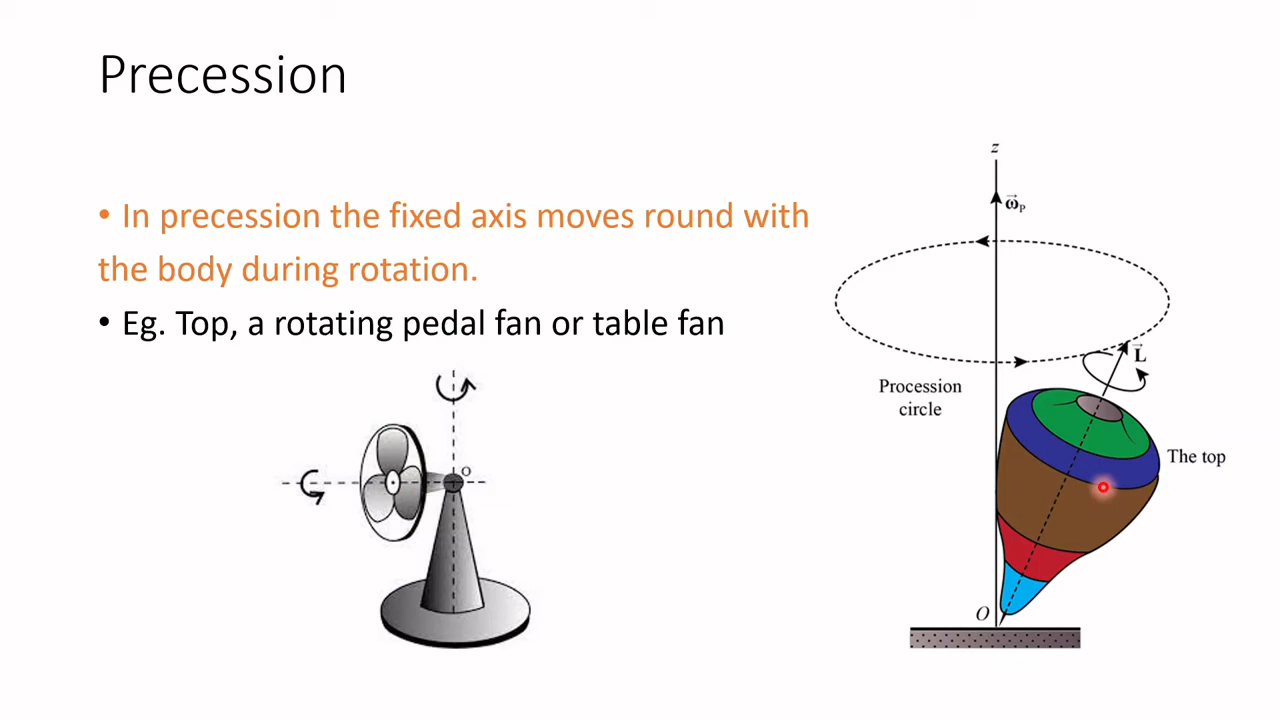 Precession
• In precession the fixed axis moves round with
the body during rotation.
• Eg. Top, a rotating pedal fan or table fan
O
z
ω⃗P
L⃗
Procession
circle
The top
O